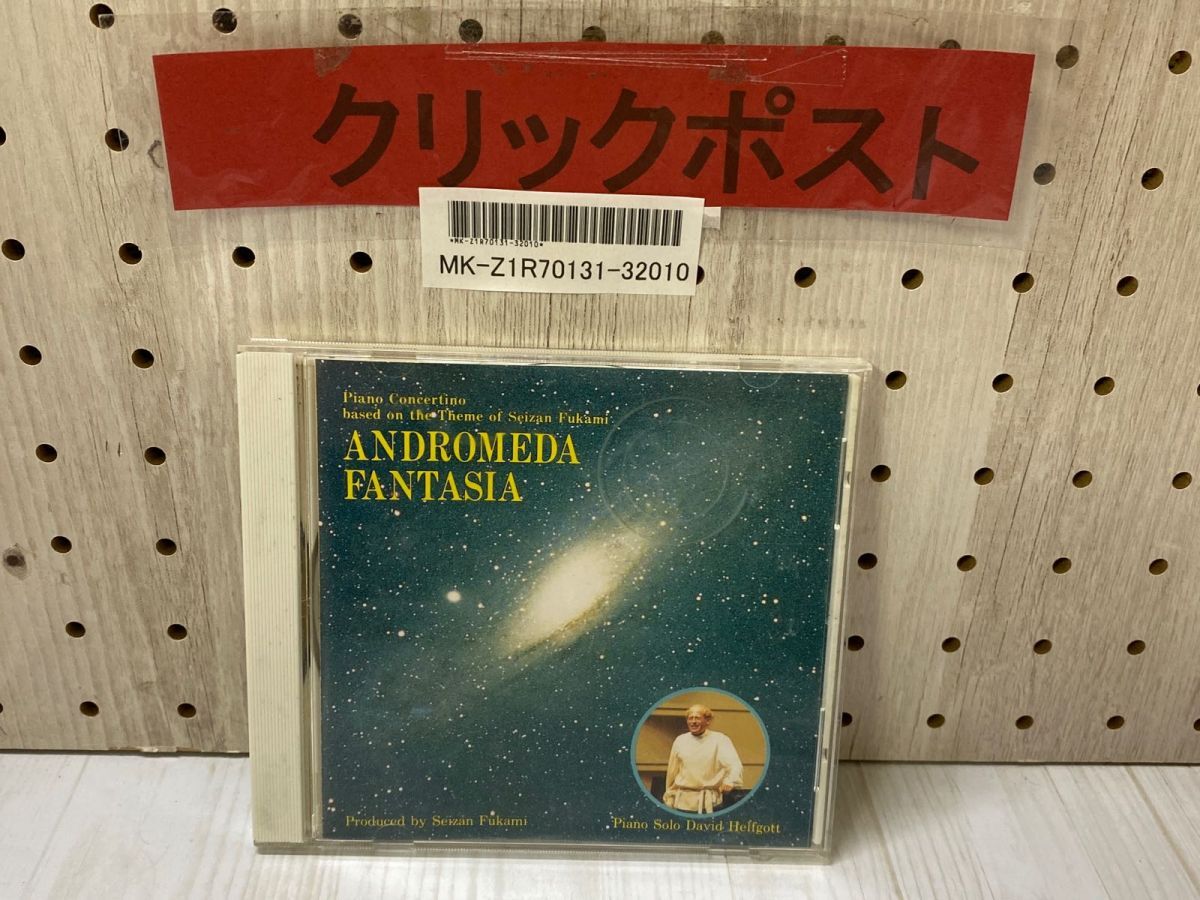 クリックポスト
*MK-Z1R70131-32010*
MK-Z1R70131-32010
Piano Concertino
based on the Theme of Seizan Fukami
ANDROMEDA
FANTASIA
Produced by Seizan Fukami
Piano Solo David Helfgott